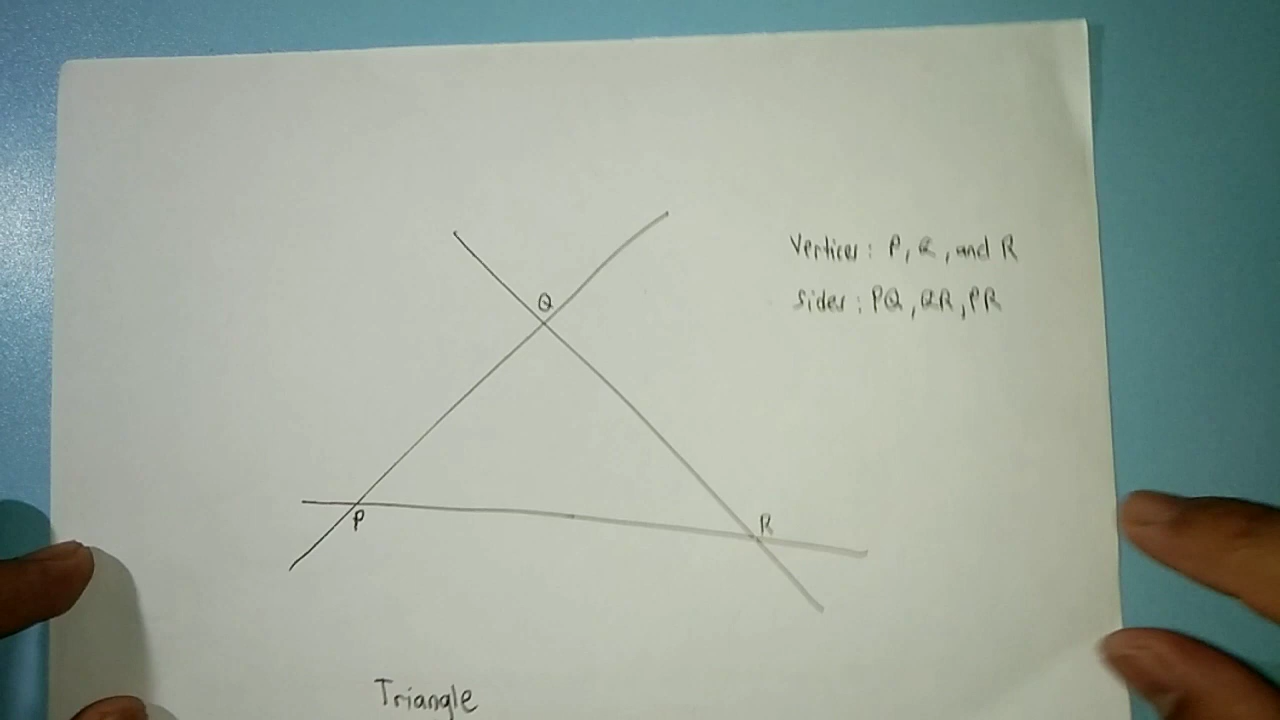 Q
Vertices: P, Q, and R
Sides: PQ, QR, PR
P
R
Triangle